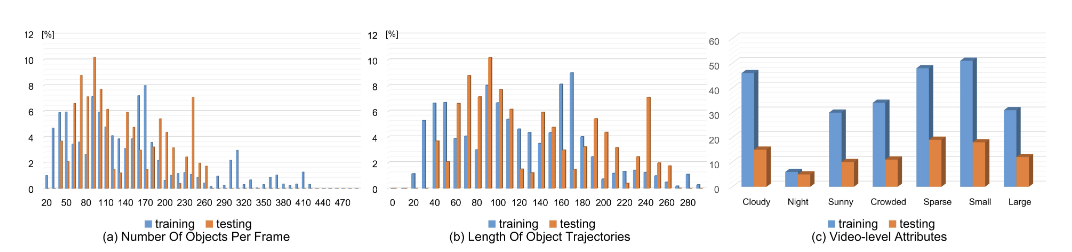 12 [%]
10
8
6
4
2
0
20 50 80 110 140 170 200 230 260 290 320 350 380 410 440 470
training testing
(a) Number Of Objects Per Frame
12 [%]
10
8
6
4
2
0
0 20 40 60 80 100 120 140 160 180 200 220 240 260 280
training testing
(b) Length Of Object Trajectories
60
50
40
30
20
10
0
Cloudy Night Sunny Crowded Sparse Small Large
training testing
(c) Video-level Attributes